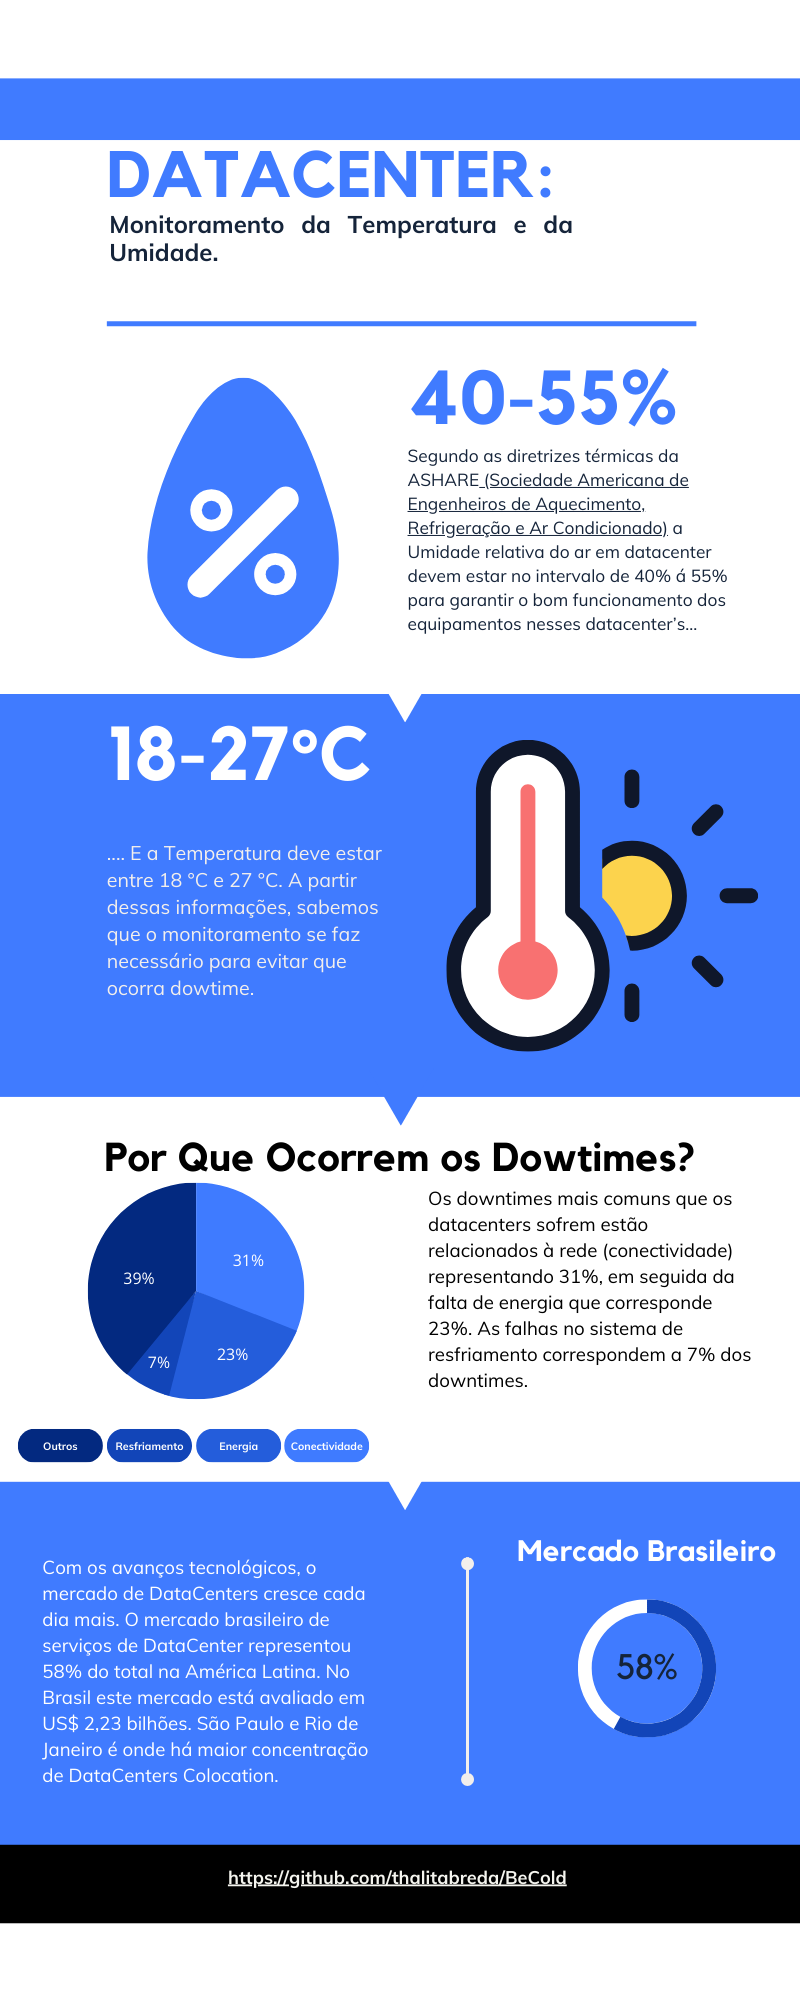 DATACENTER:
Monitoramento da Temperatura e da
Umidade.
%
40-55%
Segundo as diretrizes térmicas da
ASHARE (Sociedade Americana de
Engenheiros de Aquecimento,
Refrigeração e Ar Condicionado) a
Umidade relativa do ar em datacenter
devem estar no intervalo de 40% á 55%
para garantir o bom funcionamento dos
equipamentos nesses datacenter’s...
18-27°C
.... E a Temperatura deve estar
entre 18 °C e 27 °C. A partir
dessas informações, sabemos
que o monitoramento se faz
necessário para evitar que
ocorra dowtime.
Por Que Ocorrem os Dowtimes?
39%
31%
7%
23%
Outros
Resfriamento
Energia
Conectividade
Os downtimes mais comuns que os
datacenters sofrem estão
relacionados à rede (conectividade)
representando 31%, em seguida da
falta de energia que corresponde
23%. As falhas no sistema de
resfriamento correspondem a 7% dos
downtimes.
Com os avanços tecnológicos, o
mercado de DataCenters cresce cada
dia mais. O mercado brasileiro de
serviços de DataCenter representou
58% do total na América Latina. No
Brasil este mercado está avaliado em
US$ 2,23 bilhões. São Paulo e Rio de
Janeiro é onde há maior concentração
de DataCenters Colocation.
Mercado Brasileiro
58%
https://github.com/thalitabreda/BeCold